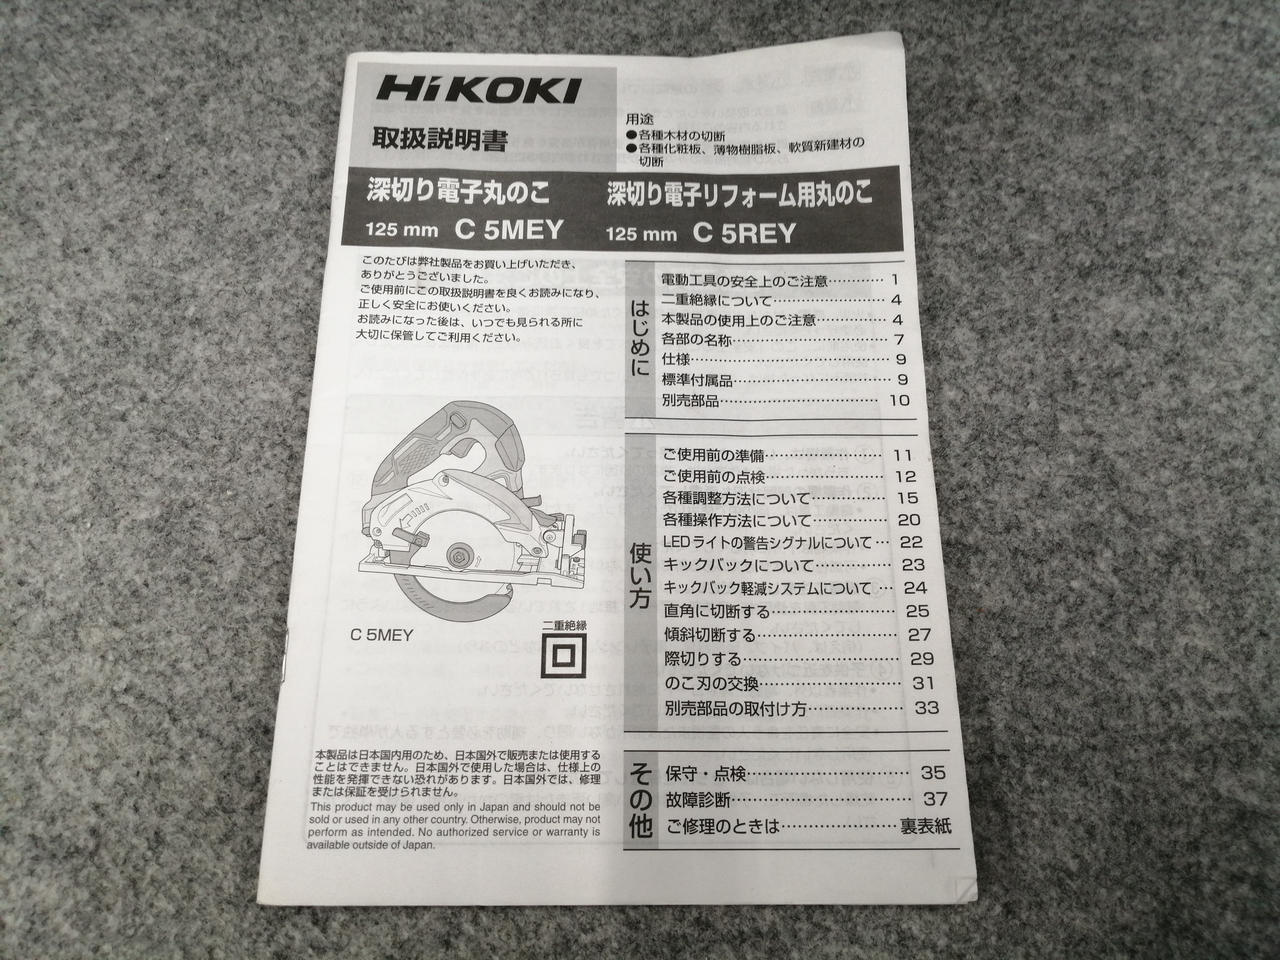 HiKOKI
取扱説明書
用途
●各種木材の切断
●各種化粧板、薄物樹脂板、軟質新建材の
切断
深切り電子丸のこ
125 mm C 5MEY
深切り電子リフォーム用丸のこ
125 mm C 5REY
このたびは弊社製品をお買い上げいただき、
ありがとうございました。
ご使用前にこの取扱説明書を良くお読みになり、
正しく安全にお使いください。
お読みになった後は、いつでも見られる所に
大切に保管してご利用ください。
C 5MEY
二重絶縁
本製品は日本国内用のため、日本国外で販売または使用する
ことはできません。日本国外で使用した場合は、仕様上の
性能を発揮できない恐れがあります。日本国外では、修理
または保証を受けられません。
This product may be used only in Japan and should not be
sold or used in any other country. Otherwise, product may not
perform as intended. No authorized service or warranty is
available outside of Japan.
はじめに
電動工具の安全上のご注意………… 1
二重絶縁について………………… 4
本製品の使用上のご注意………… 4
各部の名称………………………… 7
仕様………………………………… 9
標準付属品………………………… 9
別売部品…………………………… 10
使い方
ご使用前の準備…………………… 11
ご使用前の点検…………………… 12
各種調整方法について…………… 15
各種操作方法について…………… 20
LEDライトの警告シグナルについて… 22
キックバックについて…………… 23
キックバック軽減システムについて… 24
直角に切断する…………………… 25
傾斜切断する……………………… 27
際切りする………………………… 29
のこ刃の交換……………………… 31
別売部品の取付け方……………… 33
その他
保守・点検………………………… 35
故障診断…………………………… 37
ご修理のときは………………… 裏表紙